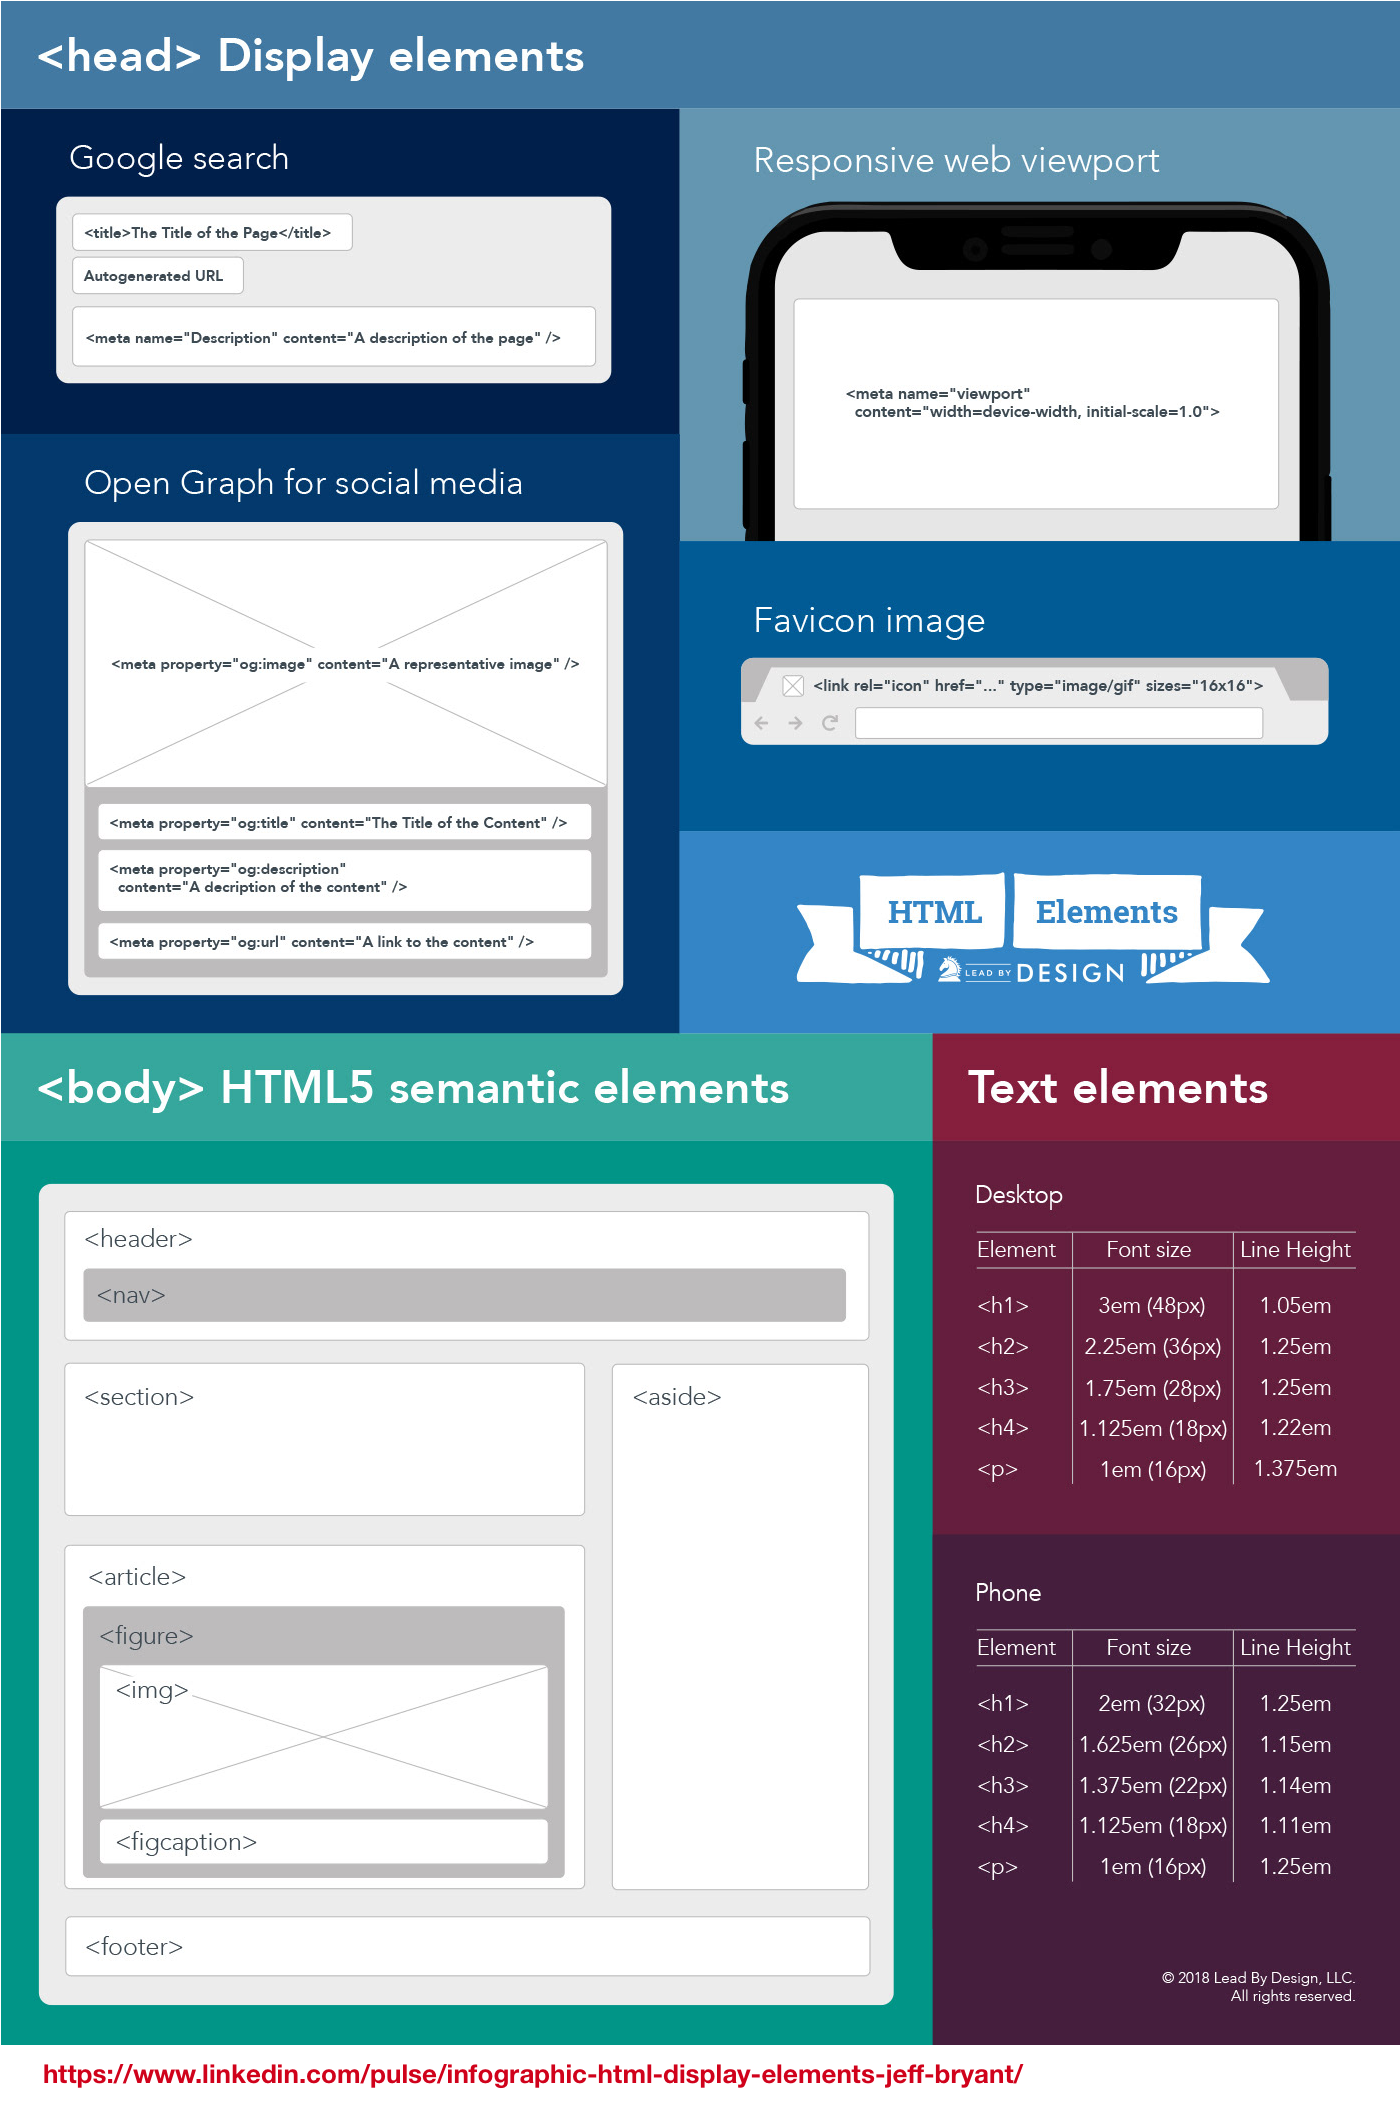 <head> Display elements
Google search
<title>The Title of the Page</title>
Autogenerated URL
<meta name="Description" content="A description of the page" />
Responsive web viewport
<meta name="viewport"
content="width=device-width, initial-scale=1.0">
Open Graph for social media
<meta property="og:image" content="A representative image" />
<meta property="og:title" content="The Title of the Content" />
<meta property="og:description"
content="A decription of the content" />
<meta property="og:url" content="A link to the content" />
Favicon image
<link rel="icon" href="..." type="image/gif" sizes="16x16">
HTML Elements
LEAD BY DESIGN
<body> HTML5 semantic elements
<header>
<nav>
<section>
<aside>
<article>
<figure>
<img>
<figcaption>
<footer>
Text elements
Desktop
Element Font size Line Height
<h1> 3em (48px) 1.05em
<h2> 2.25em (36px) 1.25em
<h3> 1.75em (28px) 1.25em
<h4> 1.125em (18px) 1.22em
<p> 1em (16px) 1.375em
Phone
Element Font size Line Height
<h1> 2em (32px) 1.25em
<h2> 1.625em (26px) 1.15em
<h3> 1.375em (22px) 1.14em
<h4> 1.125em (18px) 1.11em
<p> 1em (16px) 1.25em
© 2018 Lead By Design, LLC.
All rights reserved.
https://www.linkedin.com/pulse/infographic-html-display-elements-jeff-bryant/